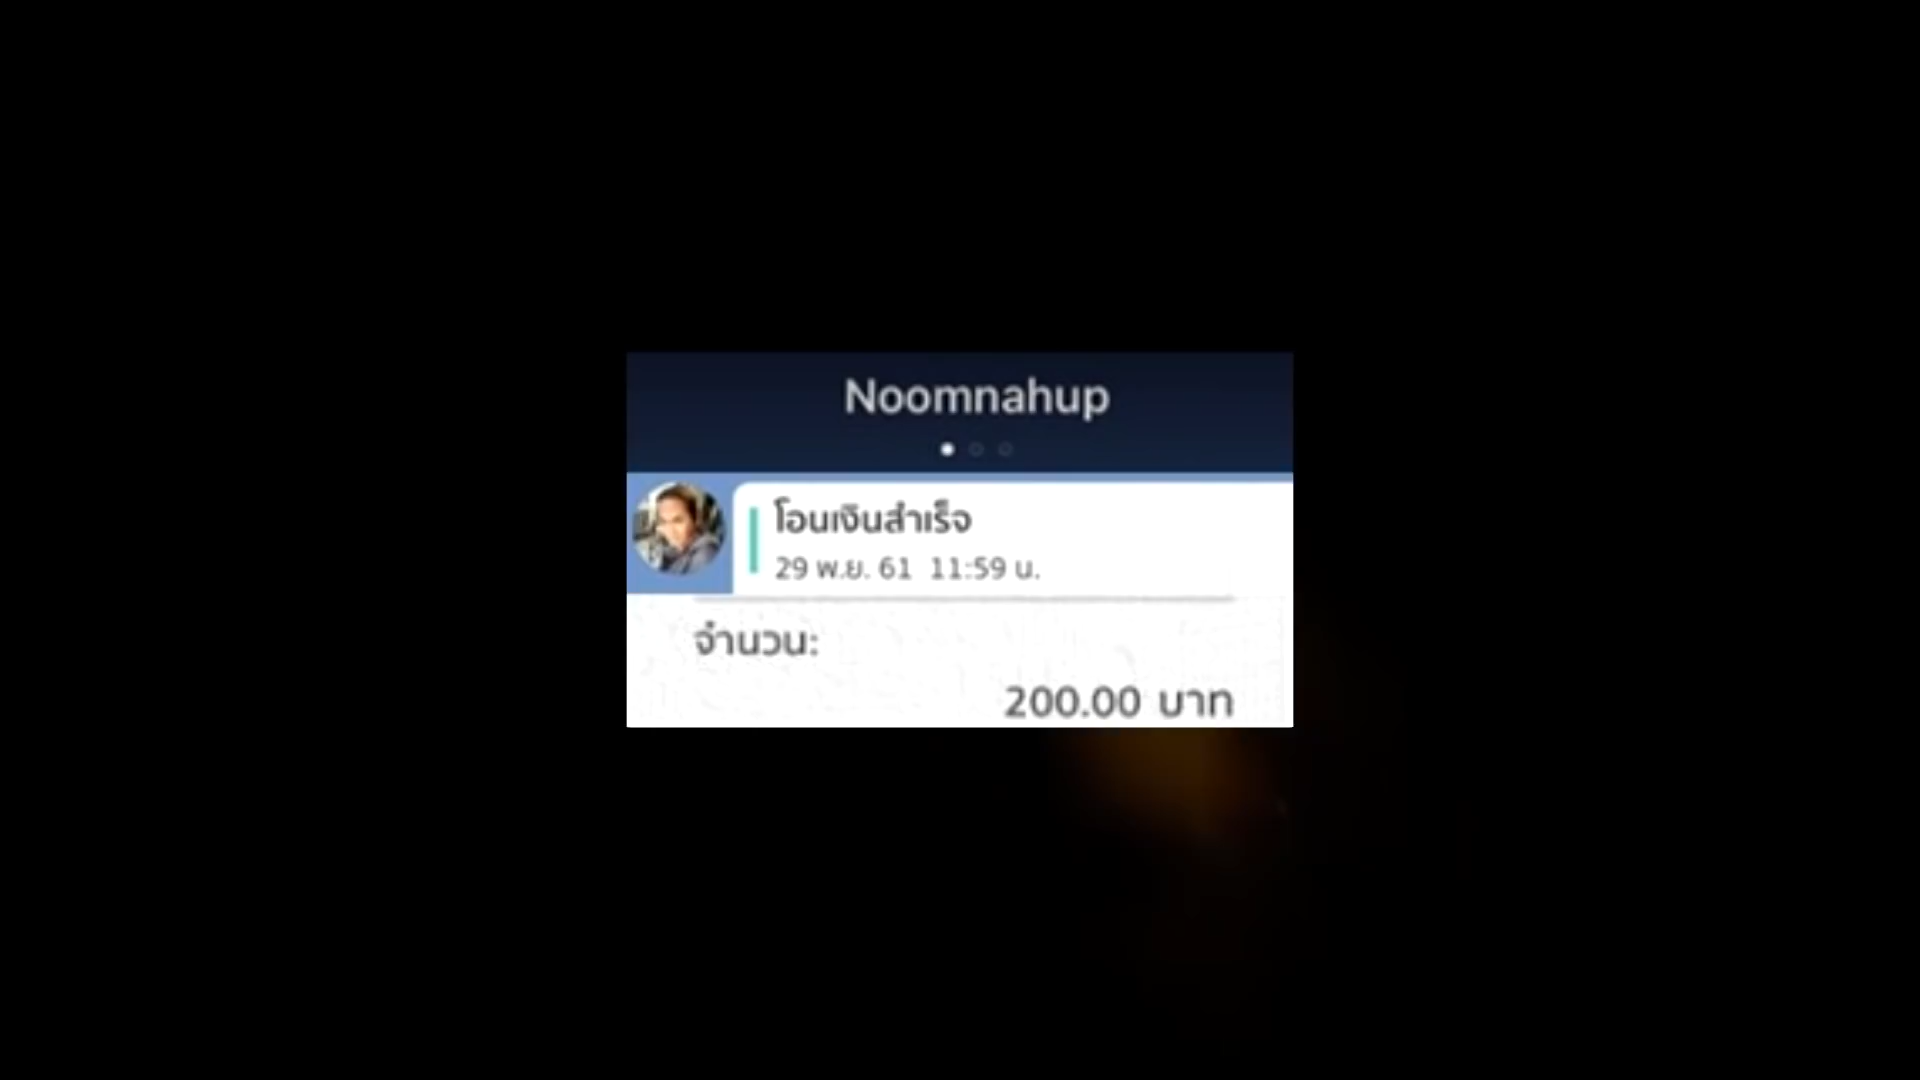 Noomnahup
โอนเงินสำเร็จ
29 พ.ย. 61 11:59 น.
จำนวน:
200.00 บาท